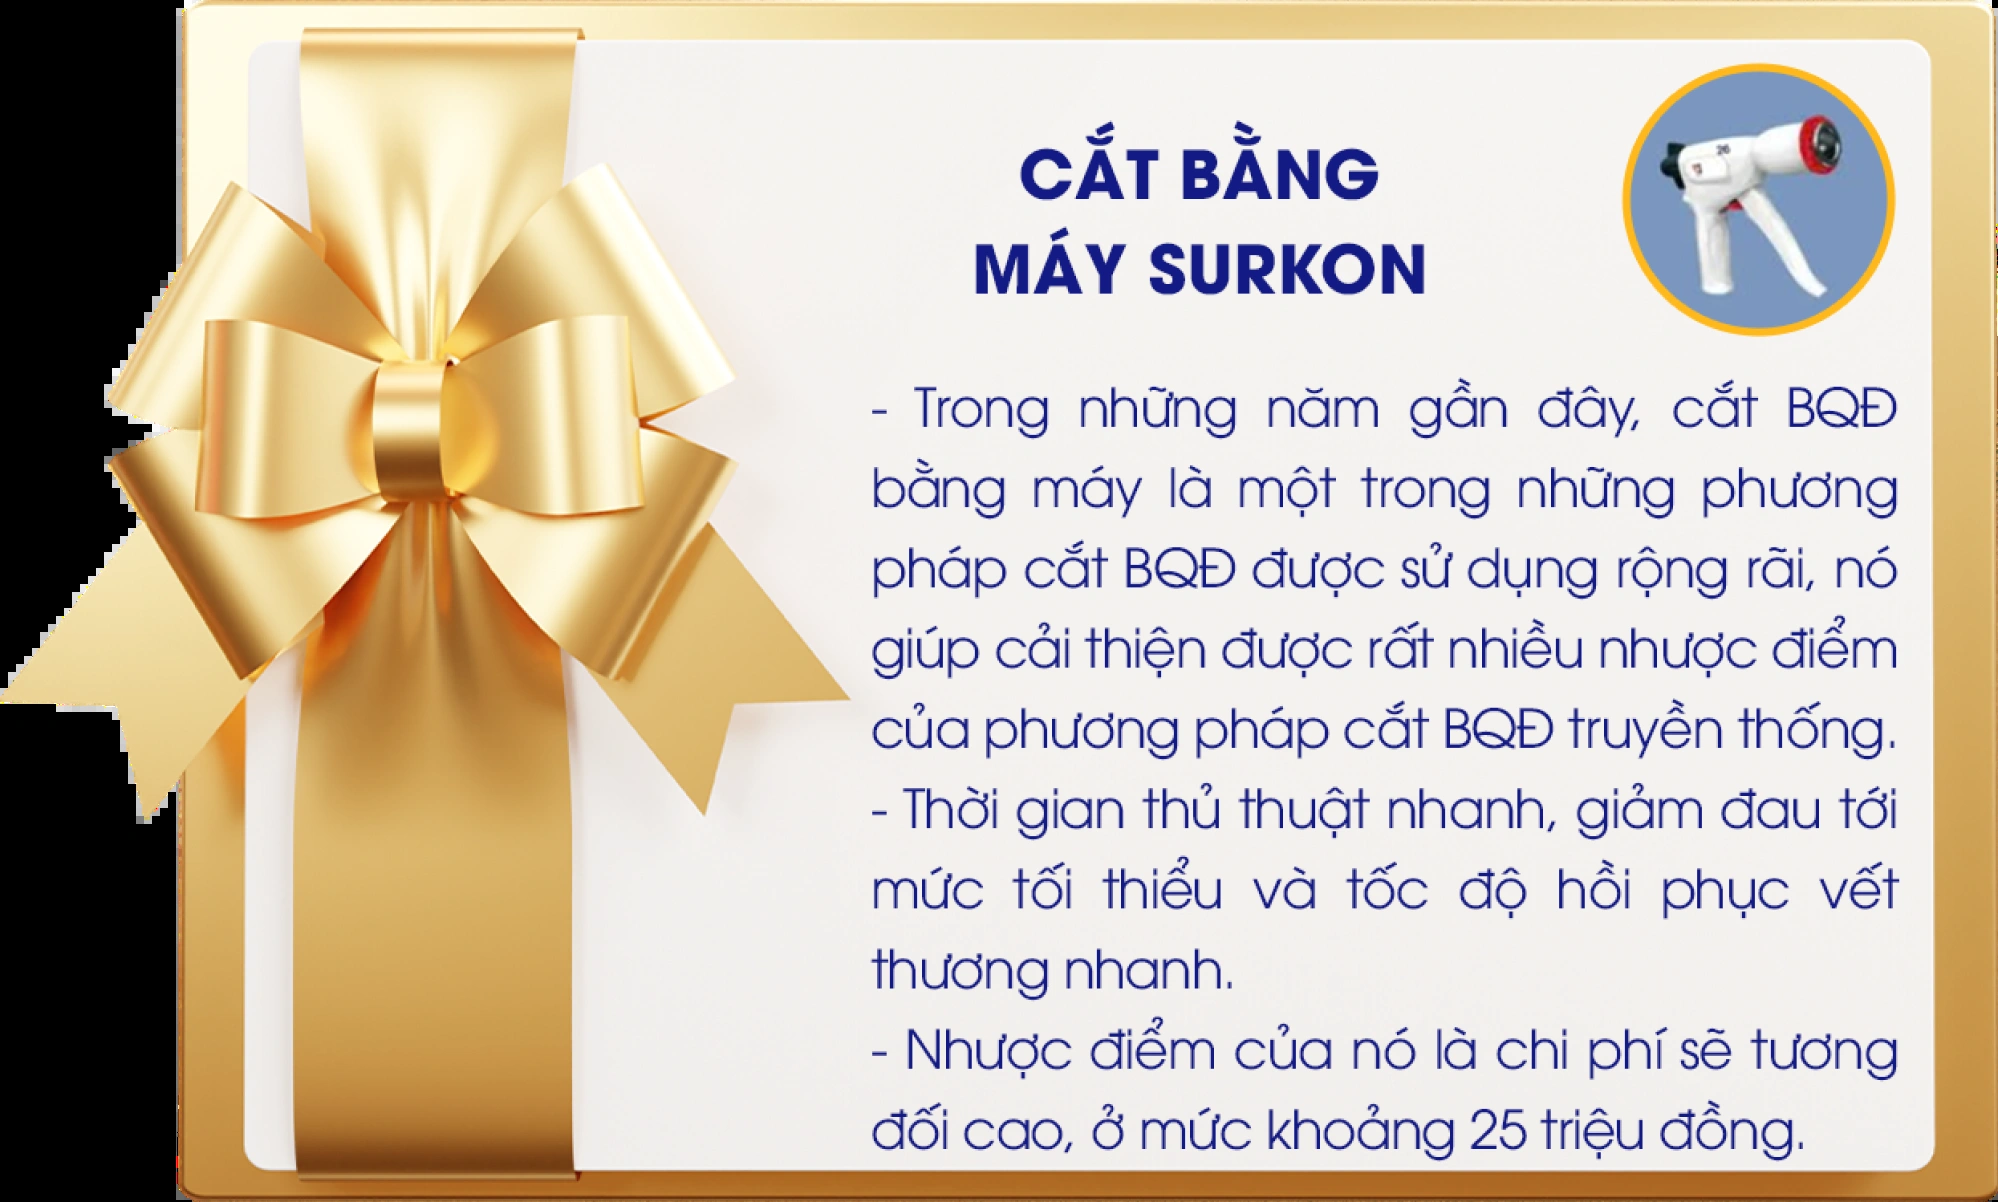 CẮT BẰNG
MÁY SURKON
26
- Trong những năm gần đây, cắt BQĐ
bằng máy là một trong những phương
pháp cắt BQĐ được sử dụng rộng rãi, nó
giúp cải thiện được rất nhiều nhược điểm
của phương pháp cắt BQĐ truyền thống.
- Thời gian thủ thuật nhanh, giảm đau tới
mức tối thiểu và tốc độ hồi phục vết
thương nhanh.
- Nhược điểm của nó là chi phí sẽ tương
đối cao, ở mức khoảng 25 triệu đồng.